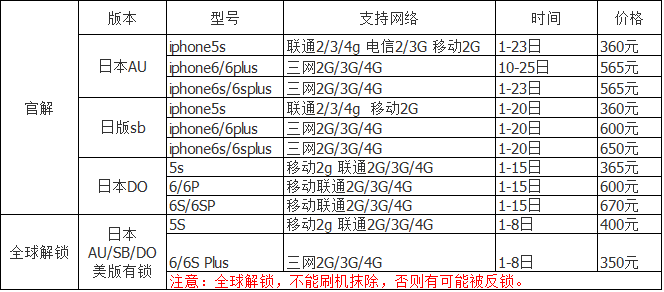 版本 型号 支持网络 时间 价格
官解 日本AU iphone5s 联通2/3/4g 电信2/3G 移动2G 1-23日 360元
iphone6/6plus 三网2G/3G/4G 10-25日 565元
iphone6s/6splus 三网2G/3G/4G 1-23日 565元
日版sb iphone5s 联通2/3/4g 移动2G 1-20日 360元
iphone6/6plus 三网2G/3G/4G 1-20日 600元
iphone6s/6splus 三网2G/3G/4G 1-20日 650元
日本DO 5s 移动2g 联通2G/3G/4G 1-15日 365元
6/6P 移动联通2G/3G/4G 1-15日 600元
6S/6SP 移动联通2G/3G/4G 1-15日 670元
全球解锁 日本 5S 移动2g 联通2G/3G/4G 1-8日 400元
AU/SB/DO
美版有锁 6/6S Plus 三网2G/3G/4G 1-8日 350元
注意：全球解锁，不能刷机抹除，否则有可能被反锁。